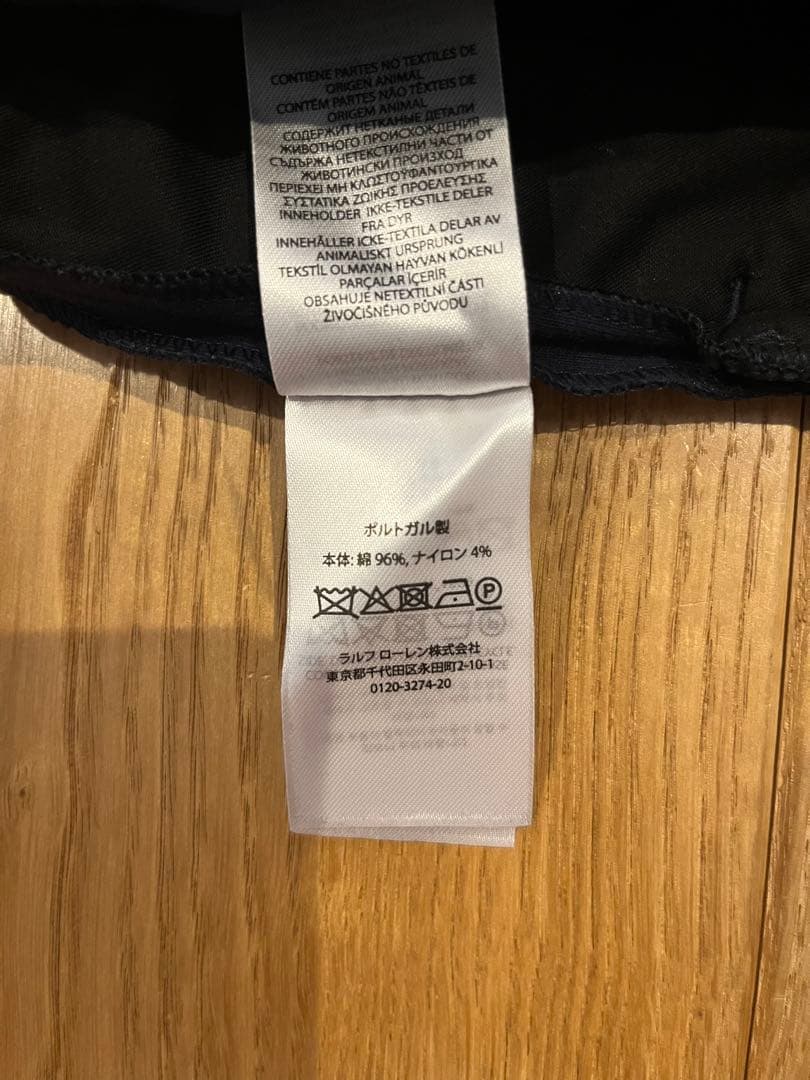 CONTIENE PARTES NO TEXTILES DE
ORIGEN ANIMAL
CONTÉM PARTES NÃO TÊXTEIS DE
ORIGEM ANIMAL
СОДЕРЖИТ НЕТКАНЫЕ ДЕТАЛИ
ЖИВОТНОГО ПРОИСХОЖДЕНИЯ
СЪДЪРЖА НЕТЕКСТИЛНИ ЧАСТИ ОТ
ЖИВОТИНСКИ ПРОИЗХОД
ΠΕΡΙΕΧΕΙ ΜΗ ΚΛΩΣΤΟΫΦΑΝΤΟΥΡΓΙΚΑ
ΣΥΣΤΑΤΙΚΑ ΖΩΙΚΗΣ ΠΡΟΕΛΕΥΣΗΣ
INNEHOLDER IKKE-TEKSTILE DELER
FRA DYR
INNEHÅLLER ICKE-TEXTILA DELAR AV
ANIMALISKT URSPRUNG
TEKSTİL OLMAYAN HAYVAN KÖKENLİ
PARÇALAR İÇERİR
OBSAHUJE NETEXTILNÍ ČÁSTI
ŽIVOČIŠNÉHO PŮVODU
ポルトガル製
本体: 綿 96%, ナイロン 4%
P
ラルフ ローレン株式会社
東京都千代田区永田町2-10-1
0120-3274-20